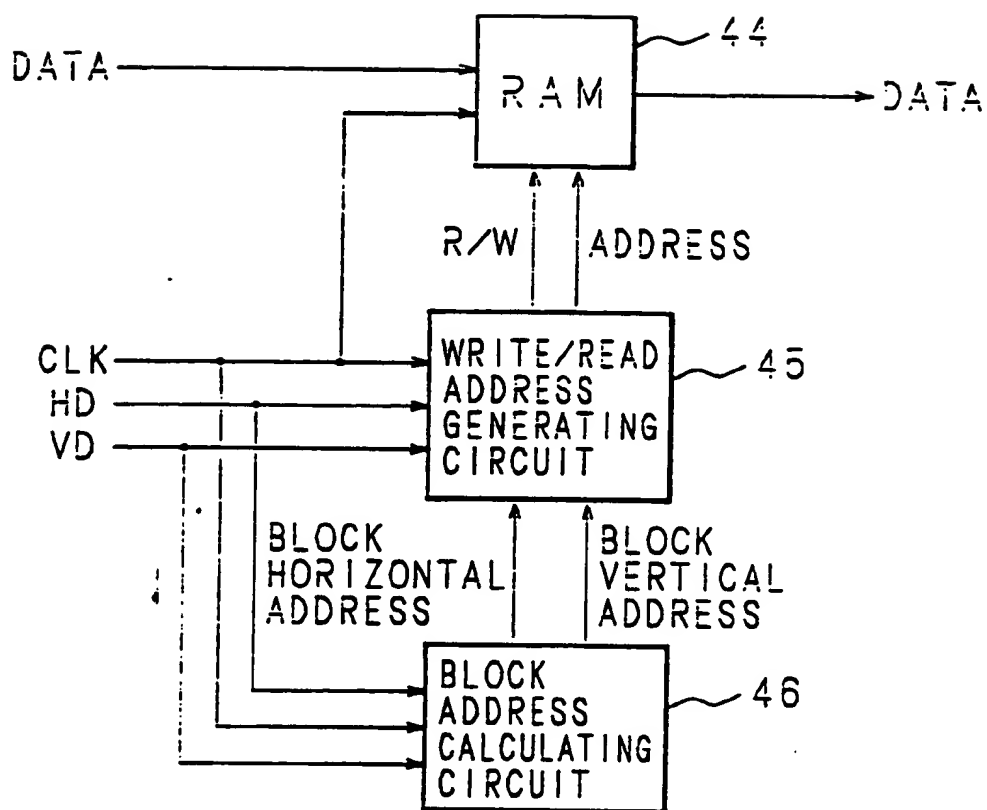 44
DATA
RAM
DATA
R/W
ADDRESS
CLK
HD
VD
WRITE/READ
ADDRESS
GENERATING
CIRCUIT
45
BLOCK
HORIZONTAL
ADDRESS
BLOCK
VERTICAL
ADDRESS
BLOCK
ADDRESS
CALCULATING
CIRCUIT
46